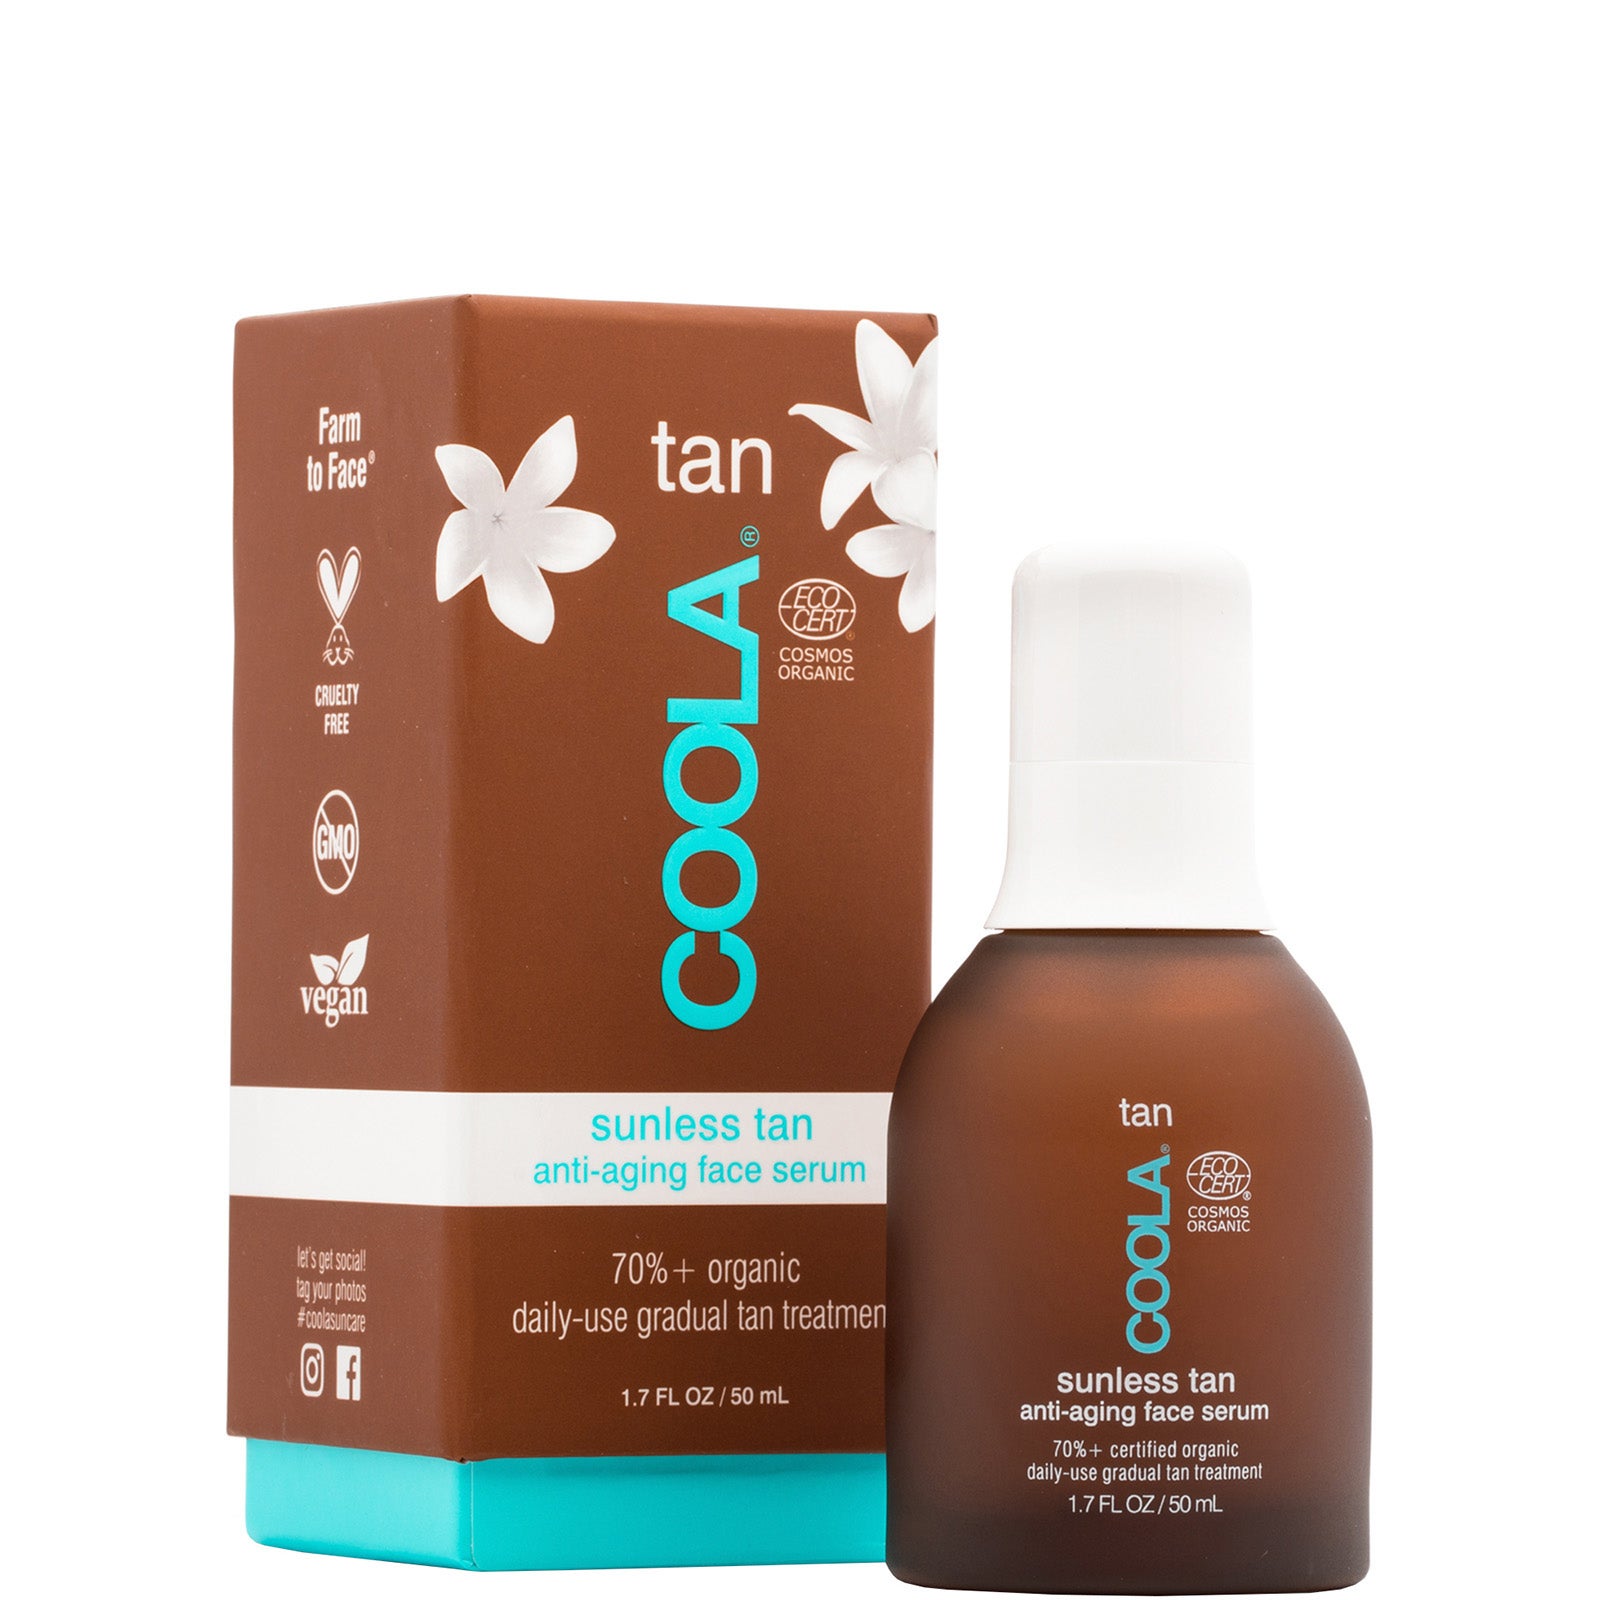 Farm
to Face®
CRUELTY
FREE
GMO
vegan
let's get social!
tag your photos
#coolasuncare
tan
COOLA®
ECO
CERT®
COSMOS
ORGANIC
sunless tan
anti-aging face serum
70%+ organic
daily-use gradual tan treatmen
1.7 FL OZ / 50 mL
tan
COOLA®
ECO
CERT®
COSMOS
ORGANIC
sunless tan
anti-aging face serum
70%+ certified organic
daily-use gradual tan treatment
1.7 FL OZ / 50 mL